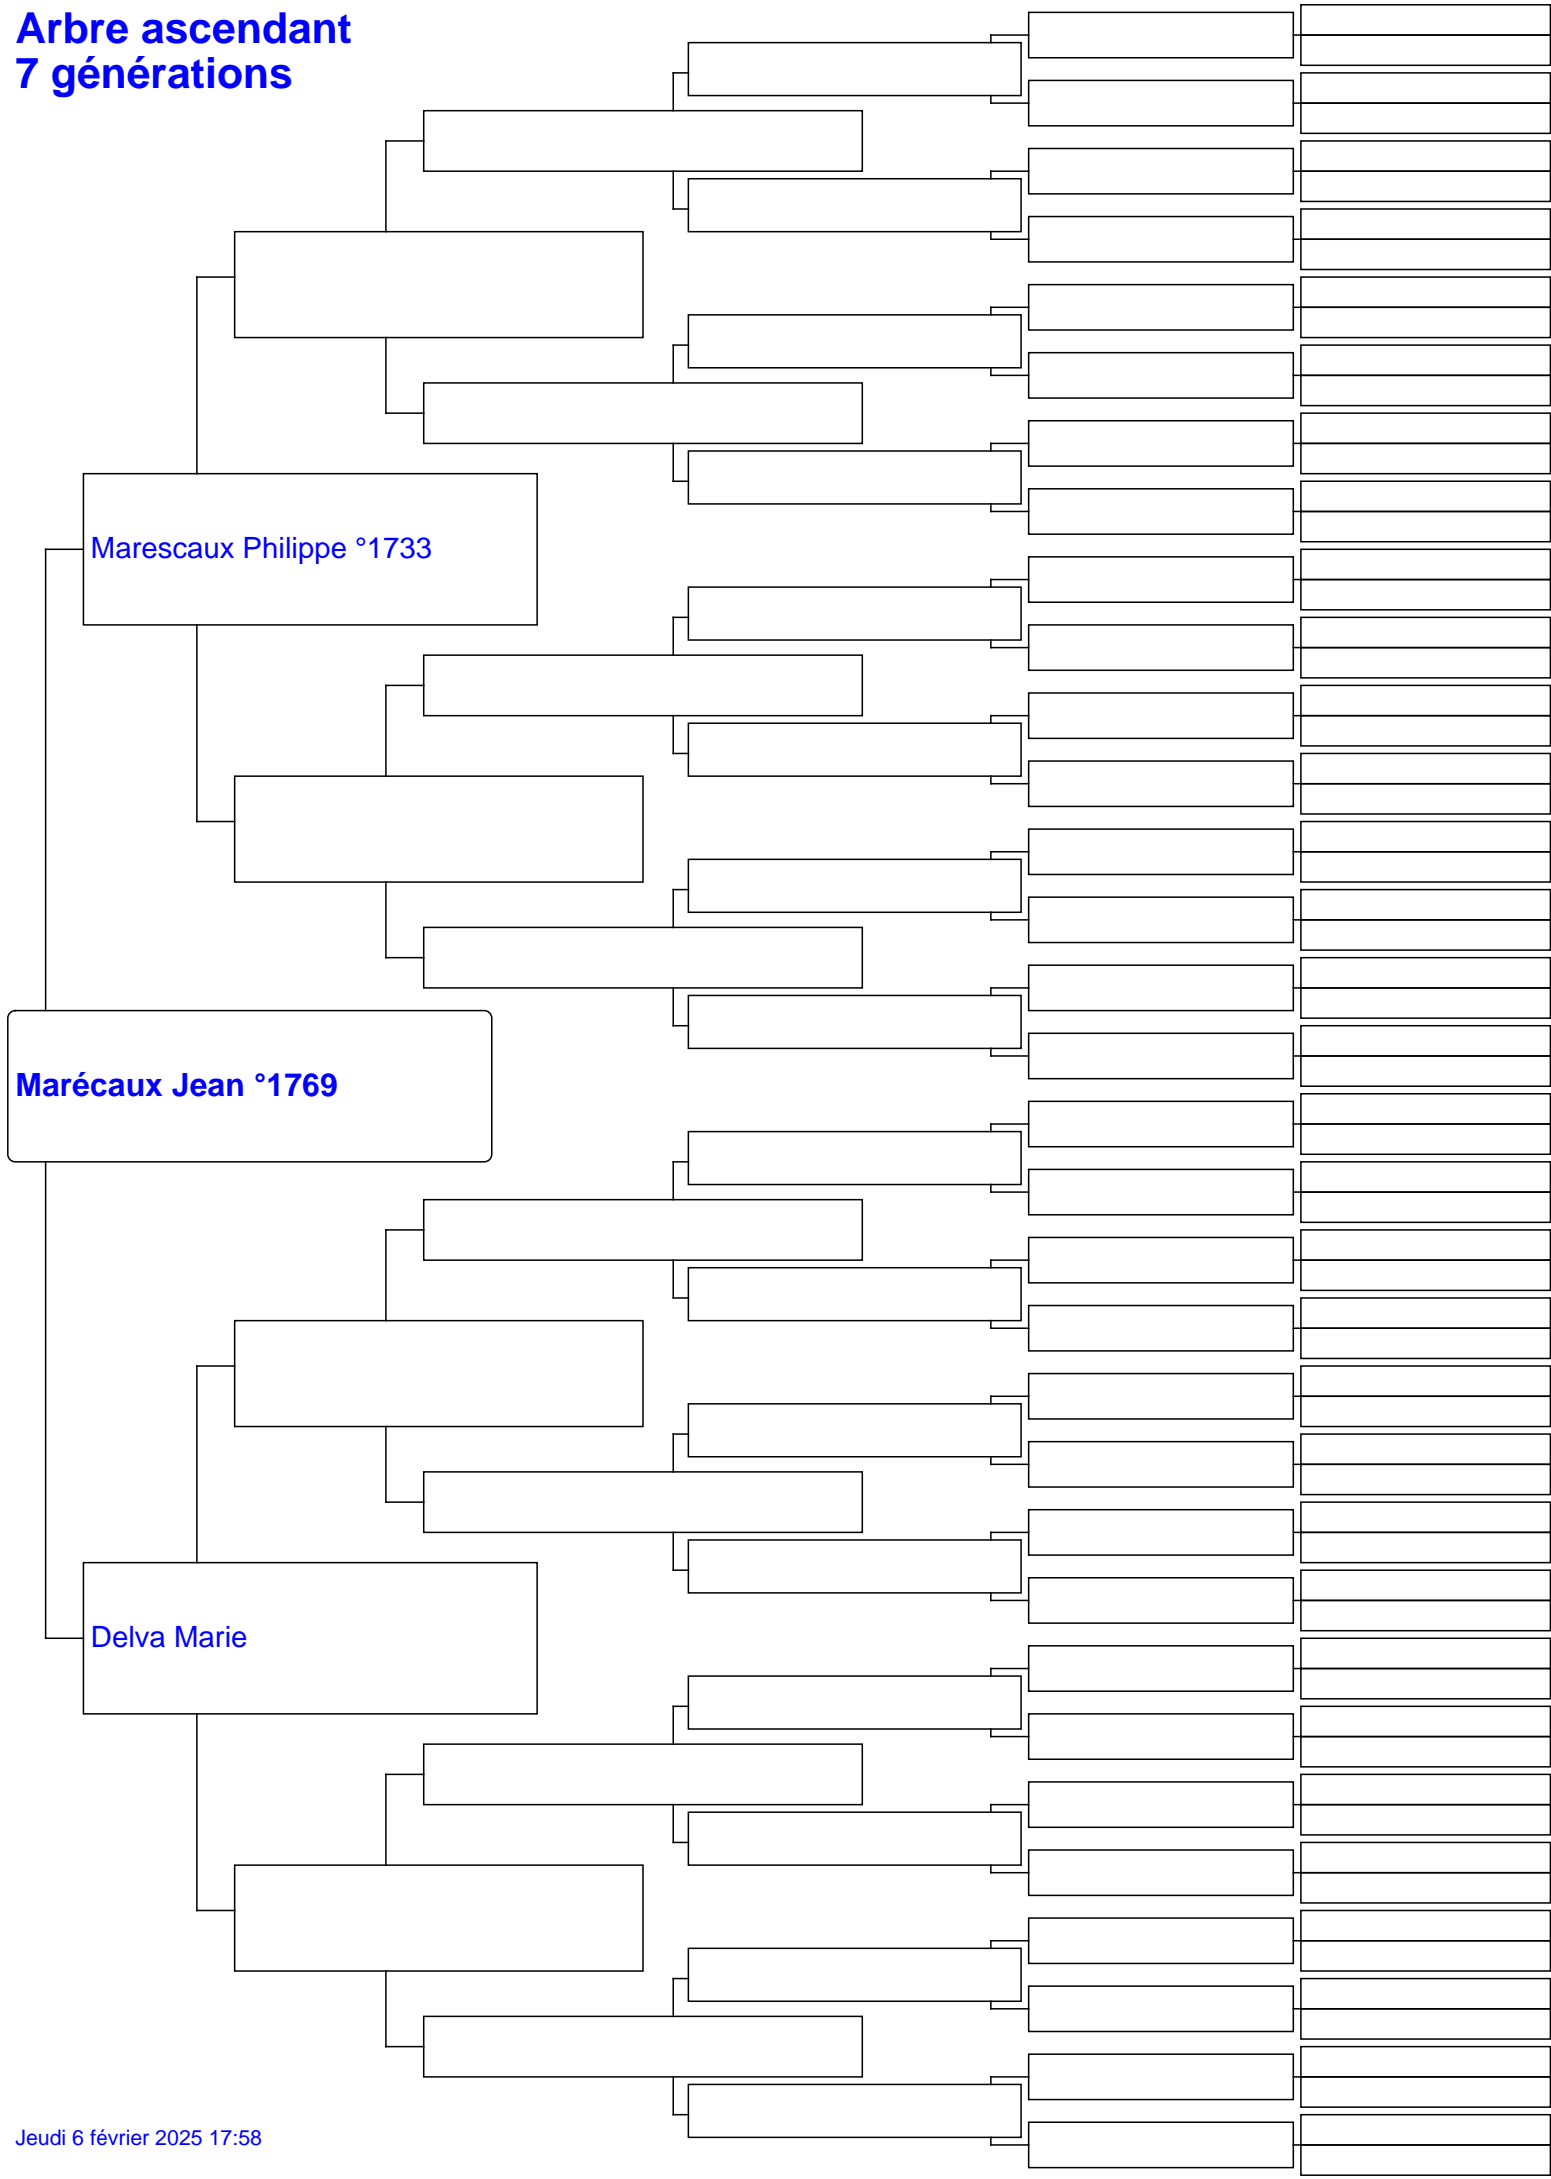 Arbre ascendant
7 générations
Marescaux Philippe °1733
Marécaux Jean °1769
Delva Marie
Jeudi 6 février 2025 17:58